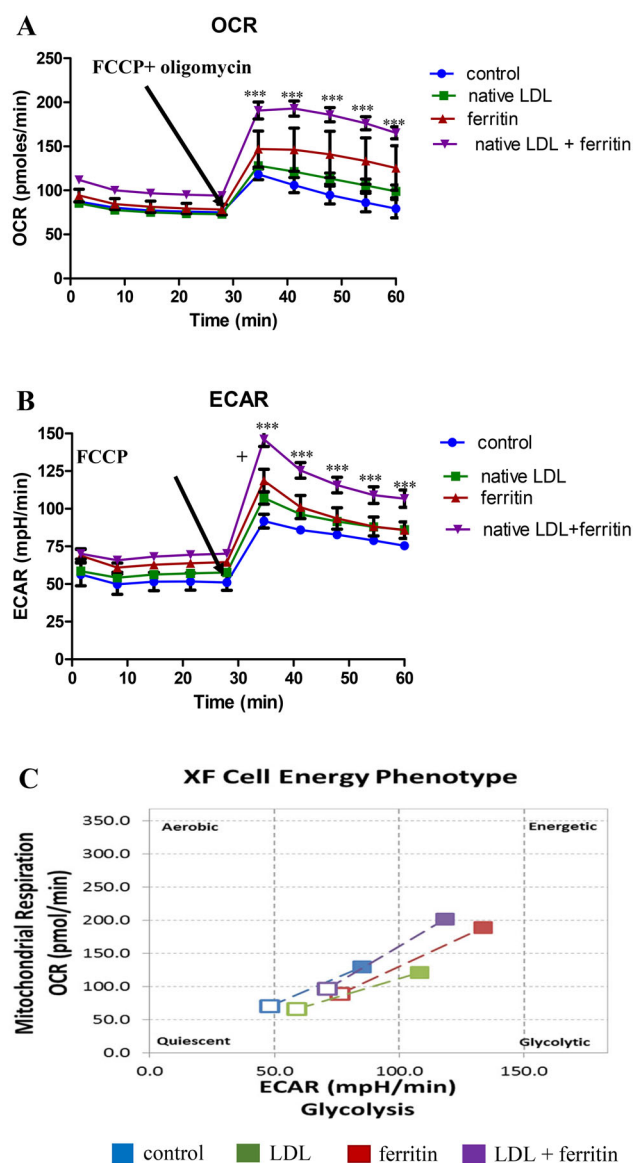 A
OCR
FCCP+ oligomycin
OCR (pmoles/min)
250
200
150
100
50
0
*** *** *** *** ***
0 10 20 30 40 50 60
Time (min)
control
native LDL
ferritin
native LDL + ferritin
B
ECAR
FCCP +
ECAR (mpH/min)
150
125
100
75
50
25
0
*** *** *** *** ***
0 10 20 30 40 50 60
Time (min)
control
native LDL
ferritin
native LDL+ferritin
C
XF Cell Energy Phenotype
Mitochondrial Respiration
OCR (pmol/min)
350.0
300.0
250.0
200.0
150.0
100.0
50.0
0.0
Aerobic
Energetic
Quiescent
Glycolytic
0.0 50.0 100.0 150.0
ECAR (mpH/min)
Glycolysis
control LDL ferritin LDL + ferritin